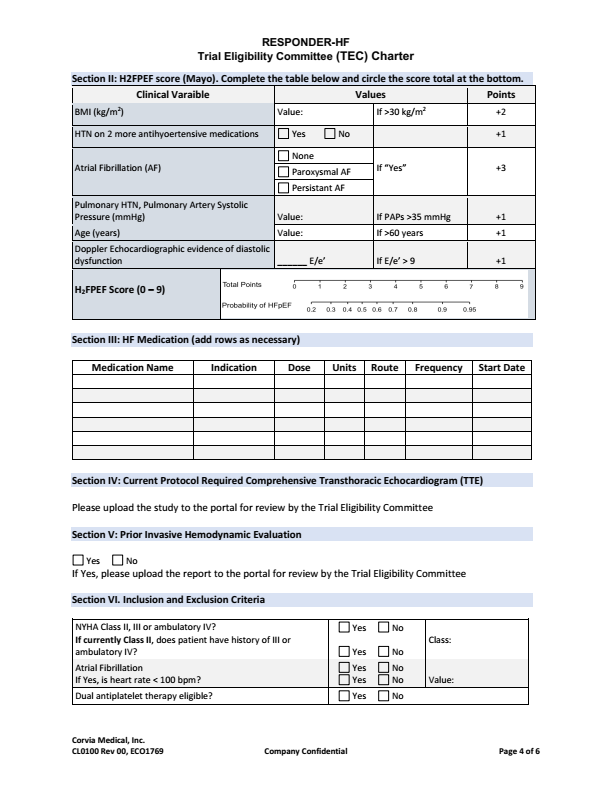 RESPONDER-HF
Trial Eligibility Committee (TEC) Charter
Section II: H2FPEF score (Mayo). Complete the table below and circle the score total at the bottom.
Clinical Varaible Values Points
BMI (kg/m²) Value: If >30 kg/m² +2
HTN on 2 more antihyoertensive medications Yes No +1
None
Atrial Fibrillation (AF) Paroxysmal AF If “Yes” +3
Persistant AF
Pulmonary HTN, Pulmonary Artery Systolic
Pressure (mmHg) Value: If PAPs >35 mmHg +1
Age (years) Value: If >60 years +1
Doppler Echocardiographic evidence of diastolic
dysfunction ______ E/e’ If E/e’ > 9 +1
H₂FPEF Score (0 – 9)
Total Points 0 1 2 3 4 5 6 7 8 9
Probability of HFpEF 0.2 0.3 0.4 0.5 0.6 0.7 0.8 0.9 0.95
Section III: HF Medication (add rows as necessary)
Medication Name Indication Dose Units Route Frequency Start Date
Section IV: Current Protocol Required Comprehensive Transthoracic Echocardiogram (TTE)
Please upload the study to the portal for review by the Trial Eligibility Committee
Section V: Prior Invasive Hemodynamic Evaluation
Yes No
If Yes, please upload the report to the portal for review by the Trial Eligibility Committee
Section VI. Inclusion and Exclusion Criteria
NYHA Class II, III or ambulatory IV? Yes No
If currently Class II, does patient have history of III or Class:
ambulatory IV? Yes No
Atrial Fibrillation Yes No
If Yes, is heart rate < 100 bpm? Yes No Value:
Dual antiplatelet therapy eligible? Yes No
Corvia Medical, Inc.
CL0100 Rev 00, ECO1769 Company Confidential Page 4 of 6